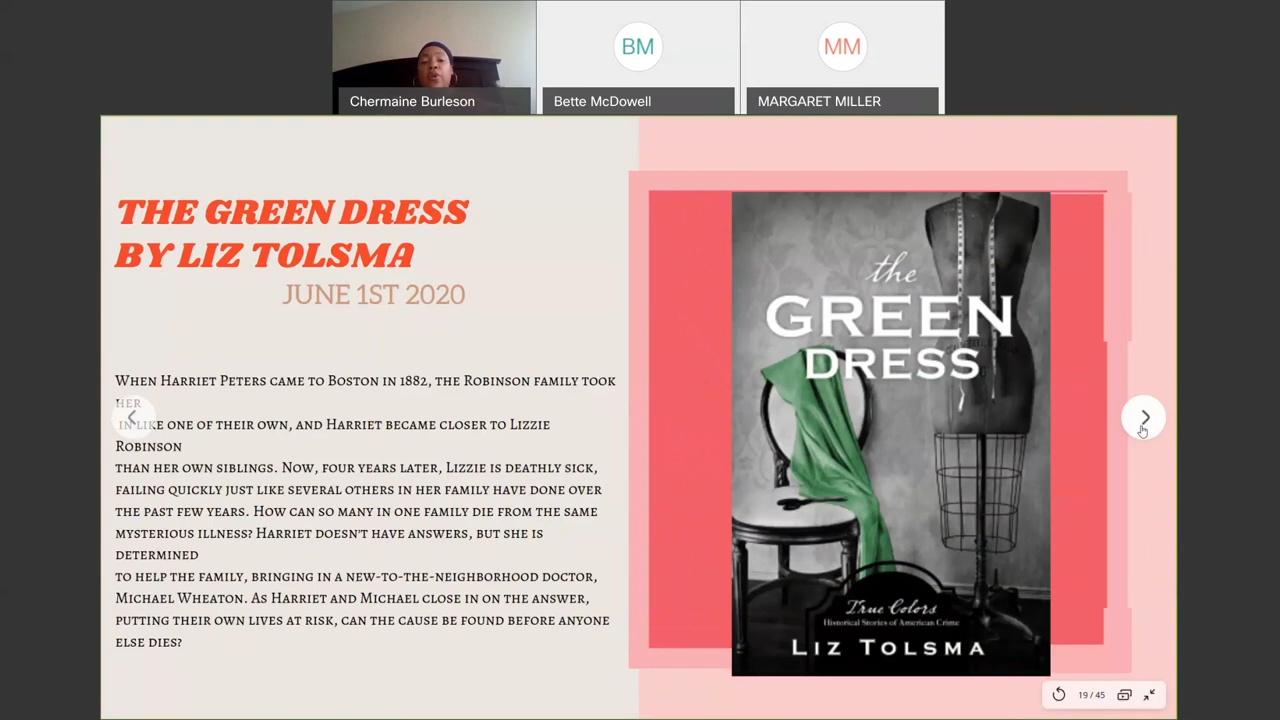 BM
MM
Chermaine Burleson
Bette McDowell
MARGARET MILLER
THE GREEN DRESS
BY LIZ TOLSMA
JUNE 1ST 2020
When Harriet Peters came to Boston in 1882, the Robinson family took
her
in like one of their own, and Harriet became closer to Lizzie
Robinson
than her own siblings. Now, four years later, Lizzie is deathly sick,
failing quickly just like several others in her family have done over
the past few years. How can so many in one family die from the same
mysterious illness? Harriet doesn't have answers, but she is
determined
to help the family, bringing in a new-to-the-neighborhood doctor,
Michael Wheaton. As Harriet and Michael close in on the answer,
putting their own lives at risk, can the cause be found before anyone
else dies?
the
GREEN
DRESS
True Colors
Historical Stories of American Crime
Liz Tolsma
19 / 45